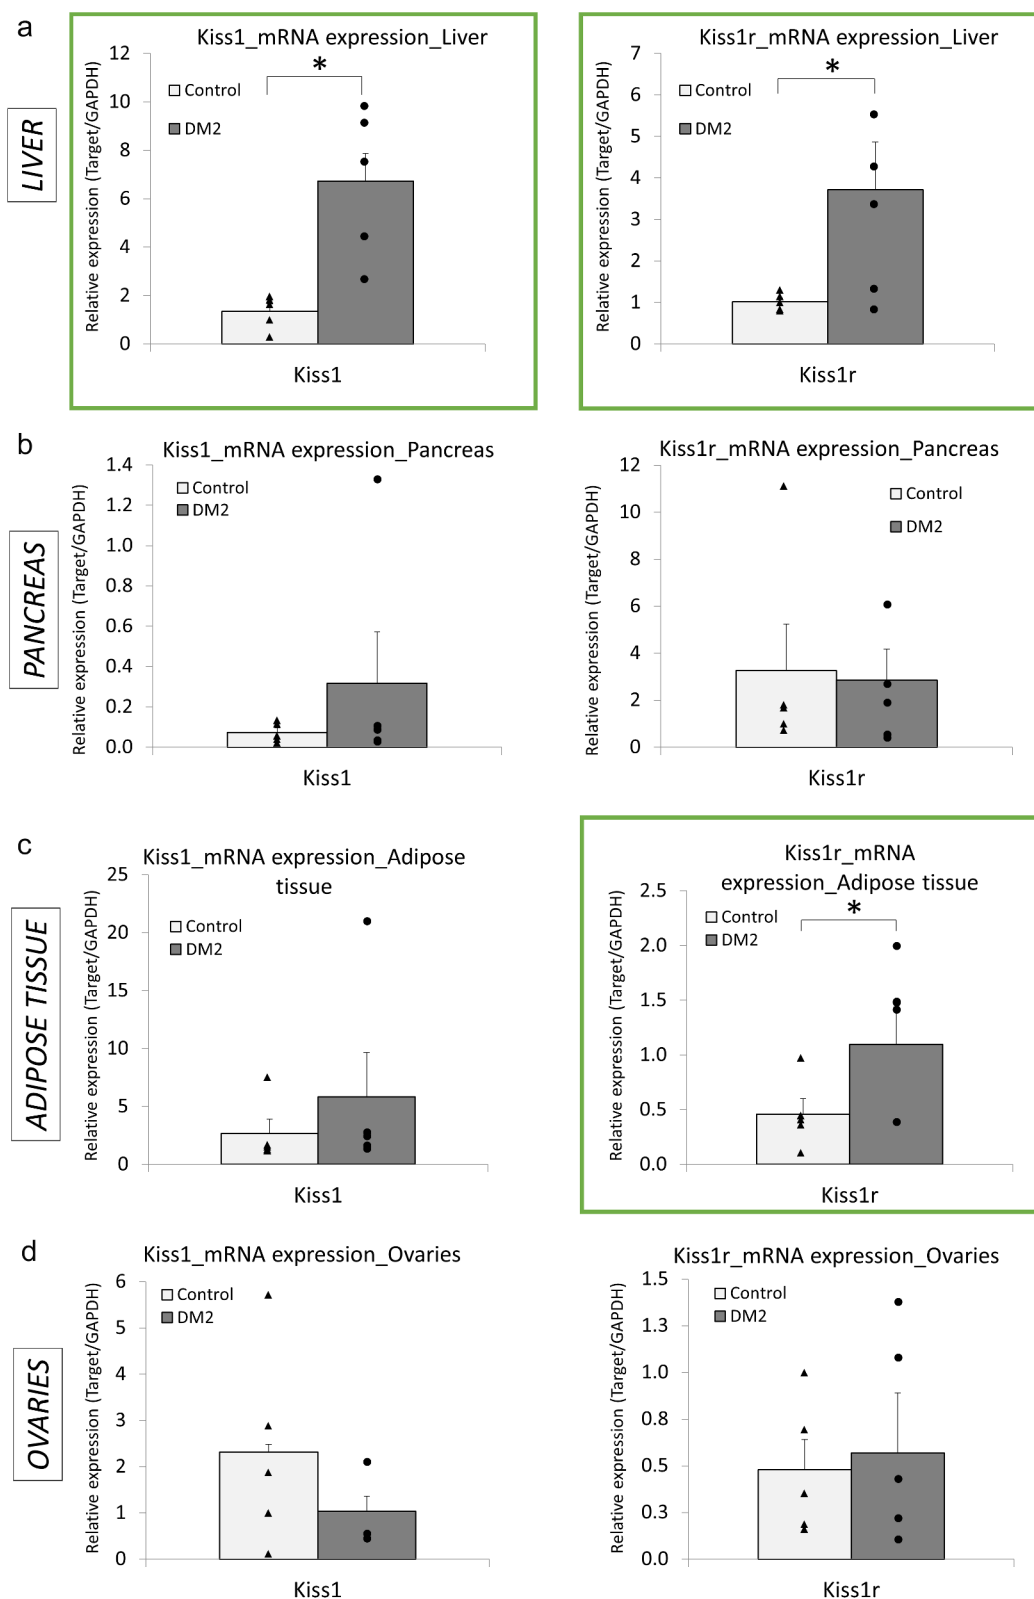 a
LIVER
Kiss1_mRNA expression_Liver
Relative expression (Target/GAPDH)
12
10
8
6
4
2
0
Control
DM2
*
Kiss1
Kiss1r_mRNA expression_Liver
Relative expression (Target/GAPDH)
7
6
5
4
3
2
1
0
Control
DM2
*
Kiss1r
b
PANCREAS
Kiss1_mRNA expression_Pancreas
Relative expression (Target/GAPDH)
1.4
1.2
1.0
0.8
0.6
0.4
0.2
0.0
Control
DM2
Kiss1
Kiss1r_mRNA expression_Pancreas
Relative expression (Target/GAPDH)
12
10
8
6
4
2
0
Control
DM2
Kiss1r
c
ADIPOSE TISSUE
Kiss1_mRNA expression_Adipose
tissue
Relative expression (Target/GAPDH)
25
20
15
10
5
0
Control
DM2
Kiss1
Kiss1r_mRNA
expression_Adipose tissue
Relative expression (Target/GAPDH)
2.5
2.0
1.5
1.0
0.5
0.0
Control
DM2
*
Kiss1r
d
OVARIES
Kiss1_mRNA expression_Ovaries
Relative expression (Target/GAPDH)
6
5
4
3
2
1
0
Control
DM2
Kiss1
Kiss1r_mRNA expression_Ovaries
Relative expression (Target/GAPDH)
1.5
1.3
1.0
0.8
0.5
0.3
0.0
Control
DM2
Kiss1r